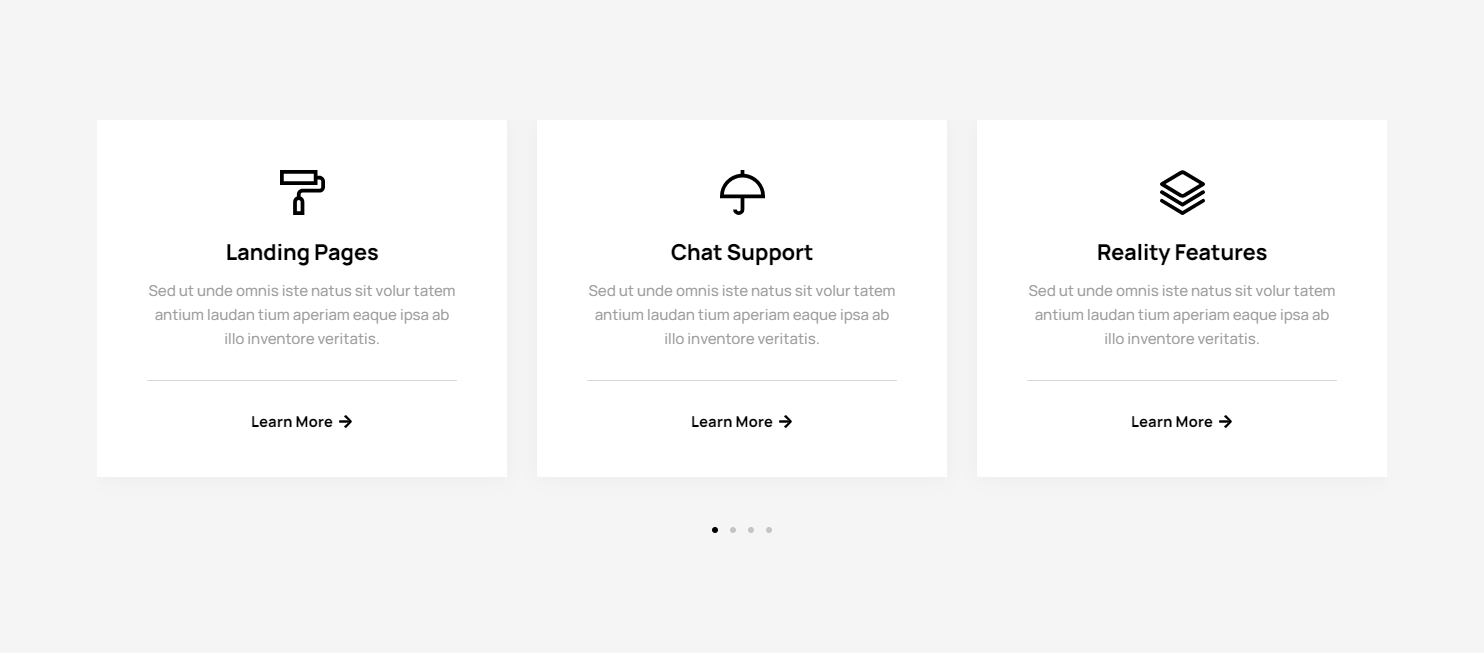 Landing Pages
Sed ut unde omnis iste natus sit volur tatem
antium laudan tium aperiam eaque ipsa ab
illo inventore veritatis.
Learn More
Chat Support
Sed ut unde omnis iste natus sit volur tatem
antium laudan tium aperiam eaque ipsa ab
illo inventore veritatis.
Learn More
Reality Features
Sed ut unde omnis iste natus sit volur tatem
antium laudan tium aperiam eaque ipsa ab
illo inventore veritatis.
Learn More